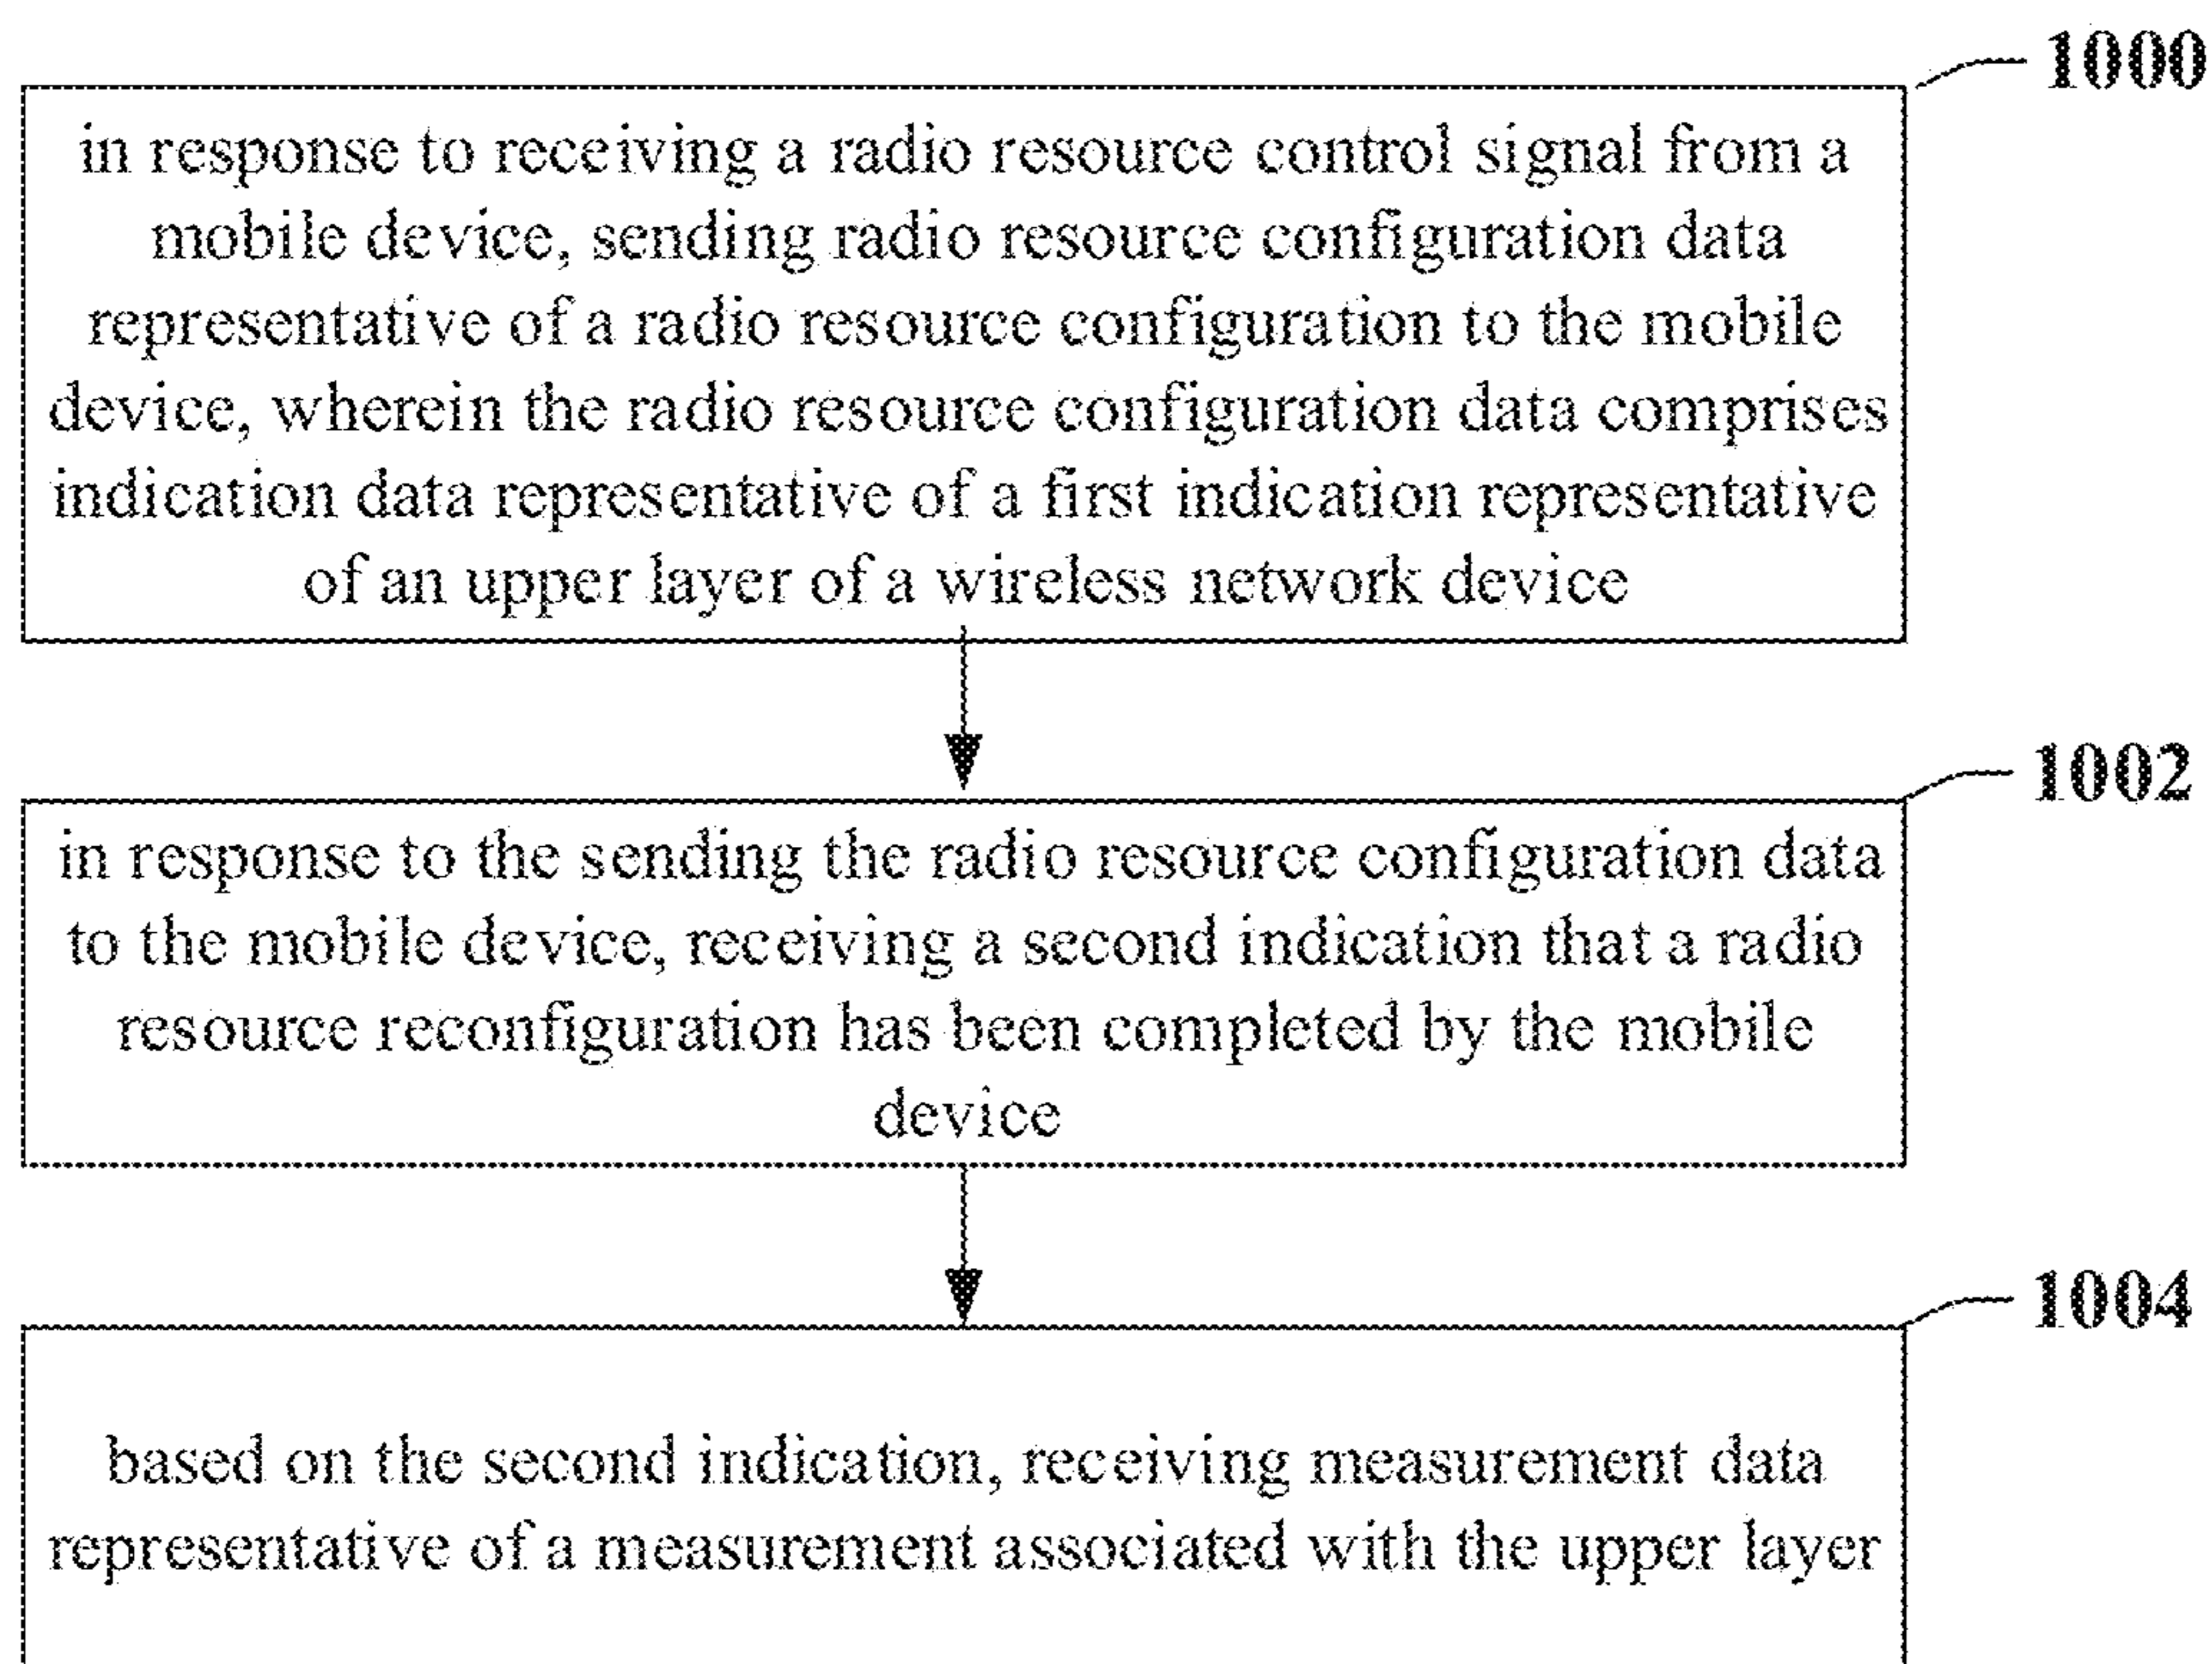 1000
in response to receiving a radio resource control signal from a
mobile device, sending radio resource configuration data
representative of a radio resource configuration to the mobile
device, wherein the radio resource configuration data comprises
indication data representative of a first indication representative
of an upper layer of a wireless network device
1002
in response to the sending the radio resource configuration data
to the mobile device, receiving a second indication that a radio
resource reconfiguration has been completed by the mobile
device
1004
based on the second indication, receiving measurement data
representative of a measurement associated with the upper layer